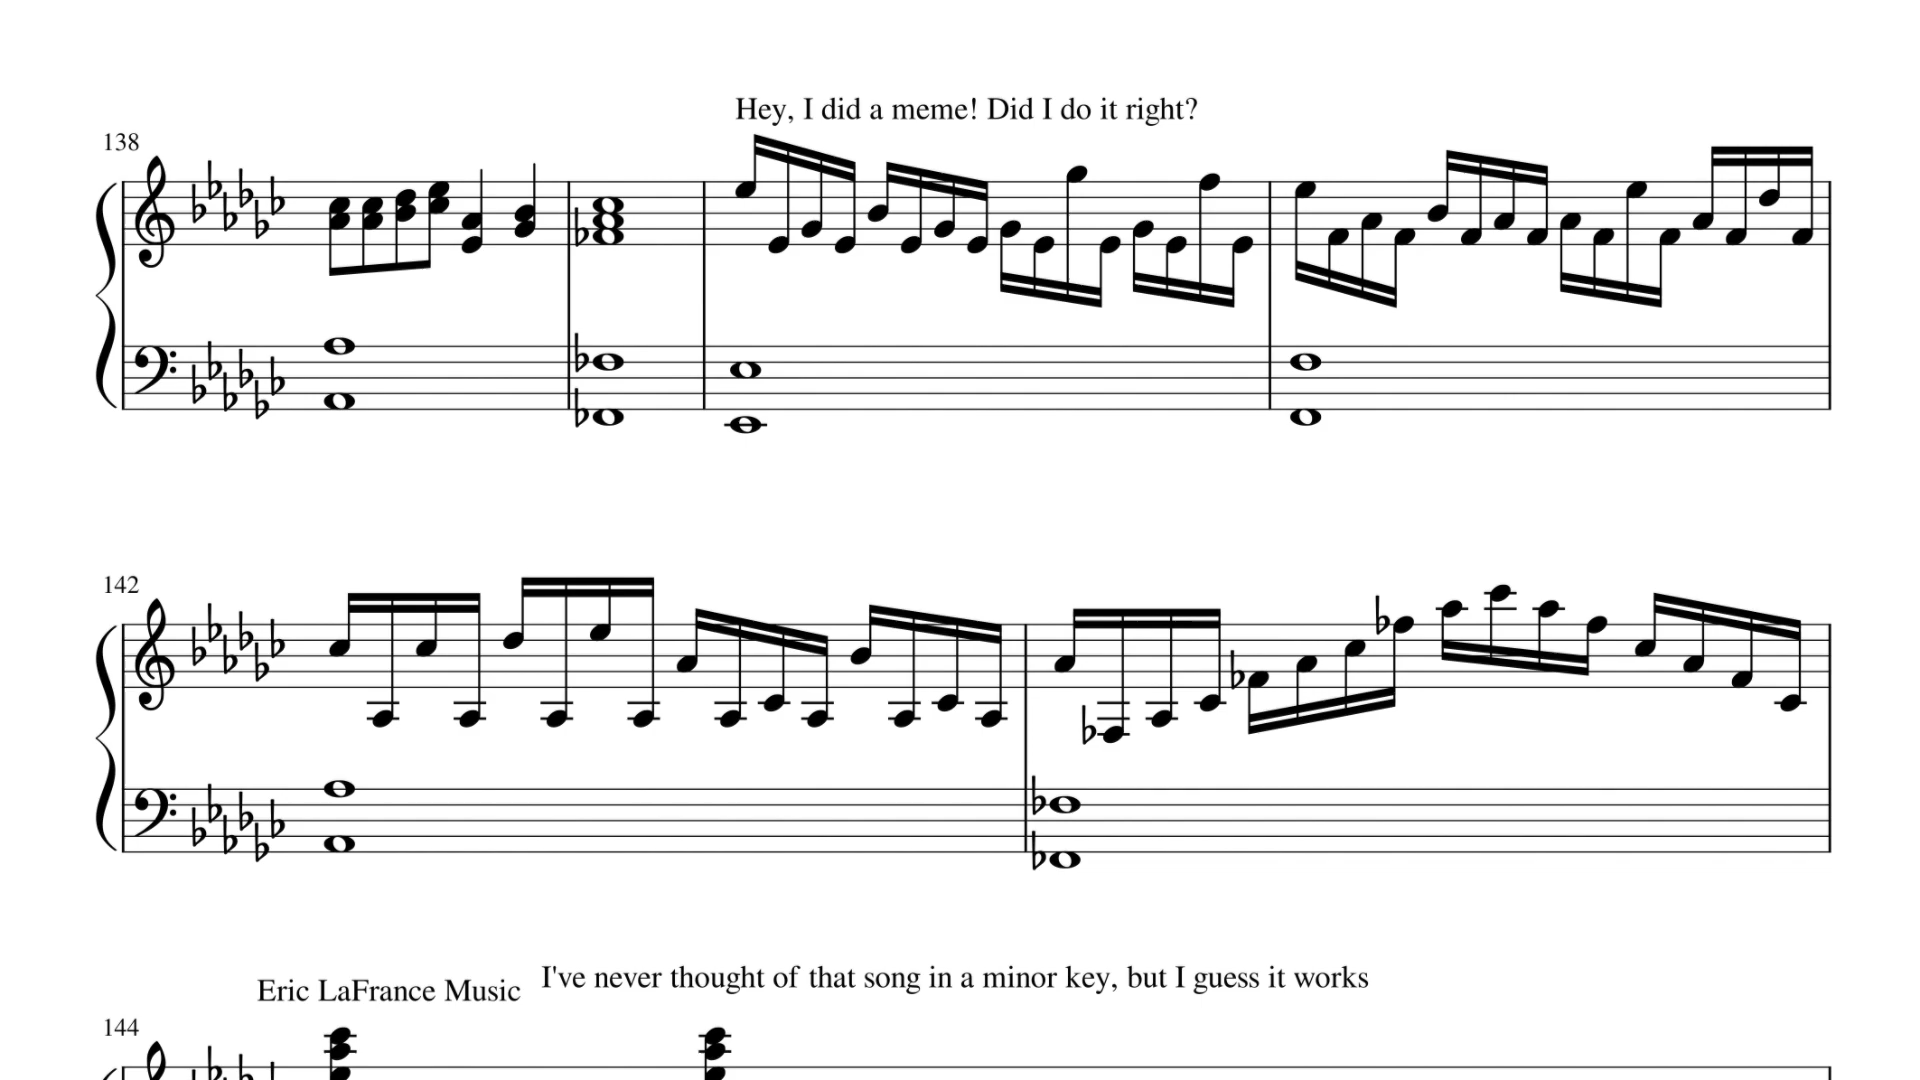 Hey, I did a meme! Did I do it right?
138
142
Eric LaFrance Music I've never thought of that song in a minor key, but I guess it works
144